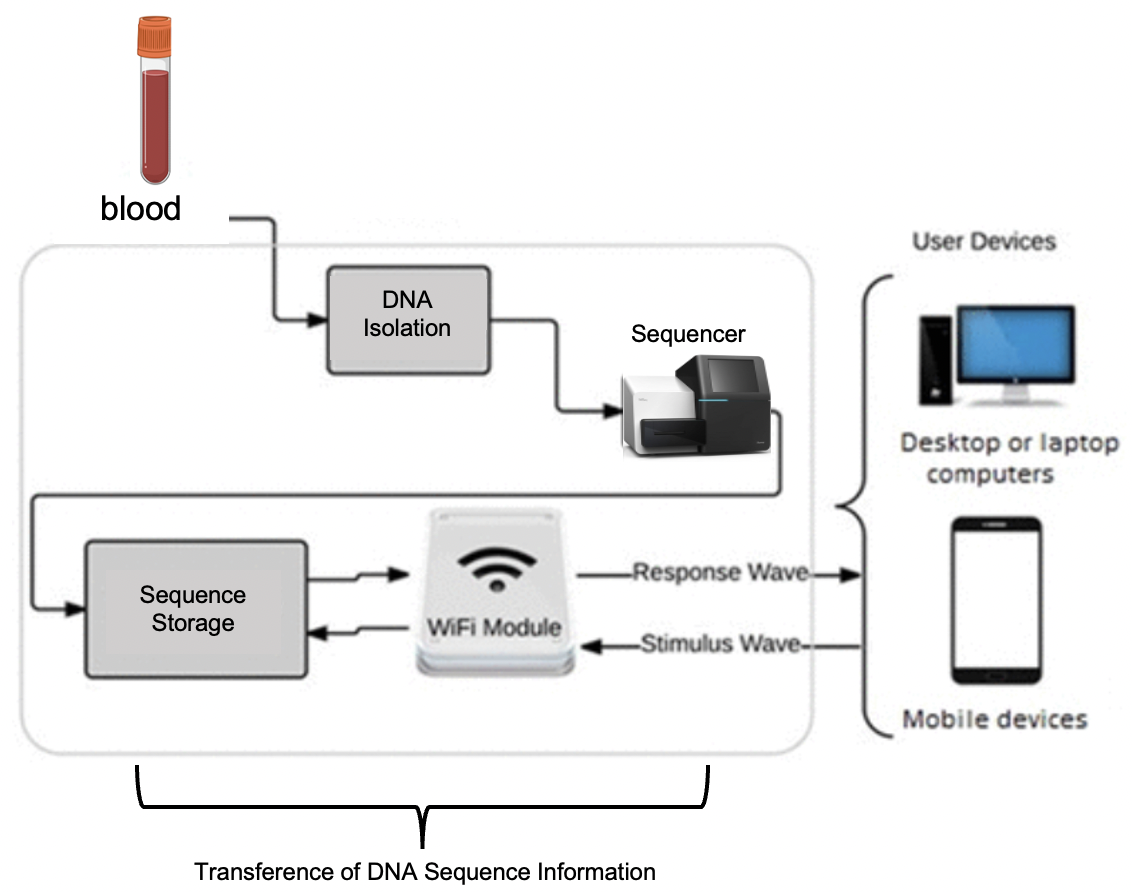 blood
DNA
Isolation
Sequencer
User Devices
Desktop or laptop
computers
Sequence
Storage
WiFi Module
Response Wave
Stimulus Wave
Mobile devices
Transference of DNA Sequence Information